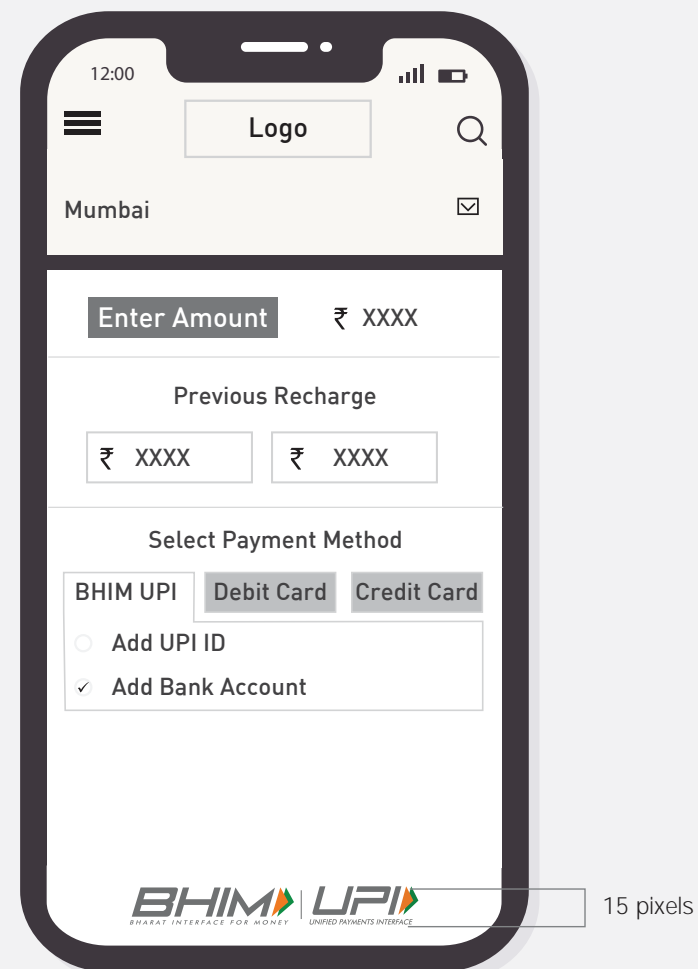 12:00
Logo
Mumbai
Enter Amount ₹ XXXX
Previous Recharge
₹ XXXX ₹ XXXX
Select Payment Method
BHIM UPI Debit Card Credit Card
Add UPI ID
Add Bank Account
BHIM UPI
BHARAT INTERFACE FOR MONEY UNIFIED PAYMENTS INTERFACE
15 pixels